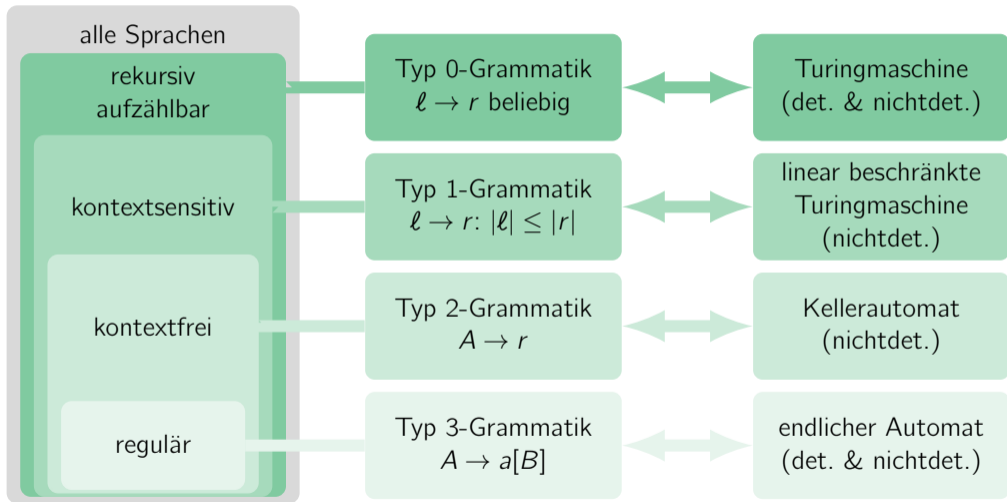 alle Sprachen
rekursiv
aufzählbar
kontextsensitiv
kontextfrei
regulär
Typ 0-Grammatik
ℓ → r beliebig
Typ 1-Grammatik
ℓ → r: |ℓ| ≤ |r|
Typ 2-Grammatik
A → r
Typ 3-Grammatik
A → a[B]
Turingmaschine
(det. & nichtdet.)
linear beschränkte
Turingmaschine
(nichtdet.)
Kellerautomat
(nichtdet.)
endlicher Automat
(det. & nichtdet.)